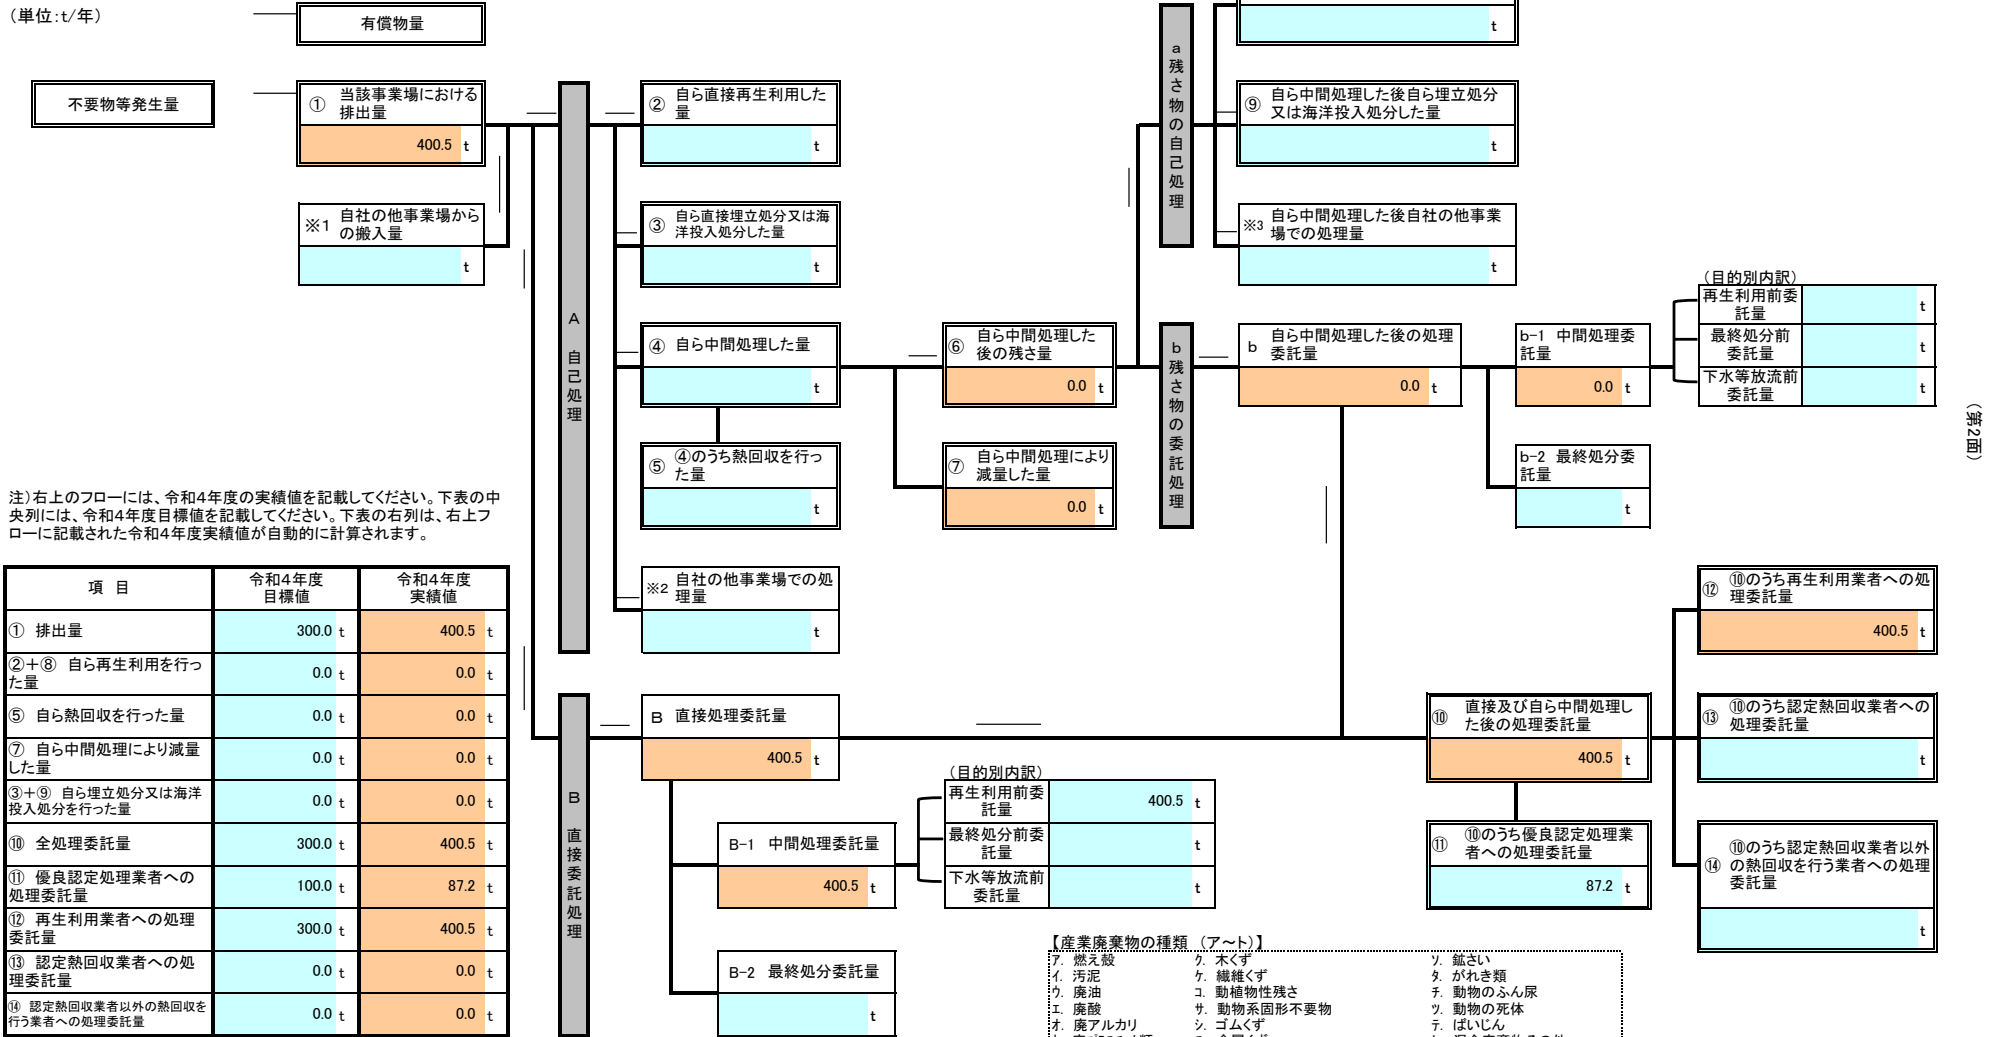 （単位:t/年）
有償物量
t
不要物等発生量
① 当該事業場における
排出量
400.5 t
※1 自社の他事業場から
の搬入量
t
A 自己処理
② 自ら直接再生利用した
量
t
③ 自ら直接埋立処分又は海
洋投入処分した量
t
④ 自ら中間処理した量
t
⑤ ④のうち熱回収を行っ
た量
t
※2 自社の他事業場での処
理量
t
⑥ 自ら中間処理した
後の残さ量
0.0 t
⑦ 自ら中間処理により
減量した量
0.0 t
a 残さ物の自己処理
⑨ 自ら中間処理した後自ら埋立処分
又は海洋投入処分した量
t
※3 自ら中間処理した後自社の他事業
場での処理量
t
b 残さ物の委託処理
b 自ら中間処理した後の処理
委託量
0.0 t
b-1 中間処理委
託量
0.0 t
b-2 最終処分委
託量
t
（目的別内訳）
再生利用前委
託量
t
最終処分前
委託量
t
下水等放流前
委託量
t
（第2面）
注）右上のフローには、令和4年度の実績値を記載してください。下表の中
央列には、令和4年度目標値を記載してください。下表の右列は、右上フ
ローに記載された令和4年度実績値が自動的に計算されます。
項 目
令和4年度
目標値
令和4年度
実績値
① 排出量 300.0 t 400.5 t
②＋⑧ 自ら再生利用を行っ
た量 0.0 t 0.0 t
⑤ 自ら熱回収を行った量 0.0 t 0.0 t
⑦ 自ら中間処理により減量
した量 0.0 t 0.0 t
③＋⑨ 自ら埋立処分又は海洋
投入処分を行った量 0.0 t 0.0 t
⑩ 全処理委託量 300.0 t 400.5 t
⑪ 優良認定処理業者への
処理委託量 100.0 t 87.2 t
⑫ 再生利用業者への処理
委託量 300.0 t 400.5 t
⑬ 認定熱回収業者への処
理委託量 0.0 t 0.0 t
⑭ 認定熱回収業者以外の熱回収を
行う業者への処理委託量 0.0 t 0.0 t
B 直接委託処理
B 直接処理委託量
400.5 t
B-1 中間処理委託量
400.5 t
B-2 最終処分委託量
t
（目的別内訳）
再生利用前委
託量
400.5 t
最終処分前委
託量
t
下水等放流前
委託量
t
⑩ 直接及び自ら中間処理し
た後の処理委託量
400.5 t
⑪ ⑩のうち優良認定処理業
者への処理委託量
87.2 t
⑫ ⑩のうち再生利用業者への処
理委託量
400.5 t
⑬ ⑩のうち認定熱回収業者への
処理委託量
t
⑭ ⑩のうち認定熱回収業者以外
の熱回収を行う業者への処理
委託量
t
【産業廃棄物の種類 （ア～ト）】
ア. 燃え殻 ク. 木くず ソ. 鉱さい
イ. 汚泥 ケ. 繊維くず タ. がれき類
ウ. 廃油 コ. 動植物性残さ チ. 動物のふん尿
エ. 廃酸 サ. 動物系固形不要物 ツ. 動物の死体
オ. 廃アルカリ シ. ゴムくず テ. ばいじん